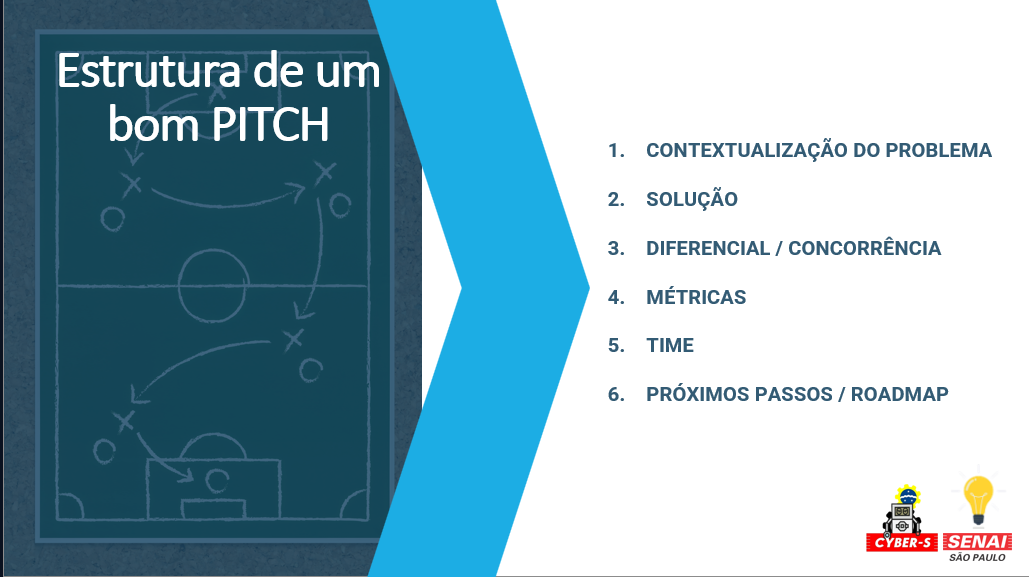 Estrutura de um
bom PITCH
1. CONTEXTUALIZAÇÃO DO PROBLEMA
2. SOLUÇÃO
3. DIFERENCIAL / CONCORRÊNCIA
4. MÉTRICAS
5. TIME
6. PRÓXIMOS PASSOS / ROADMAP
CYBER-S
SENAI
SÃO PAULO